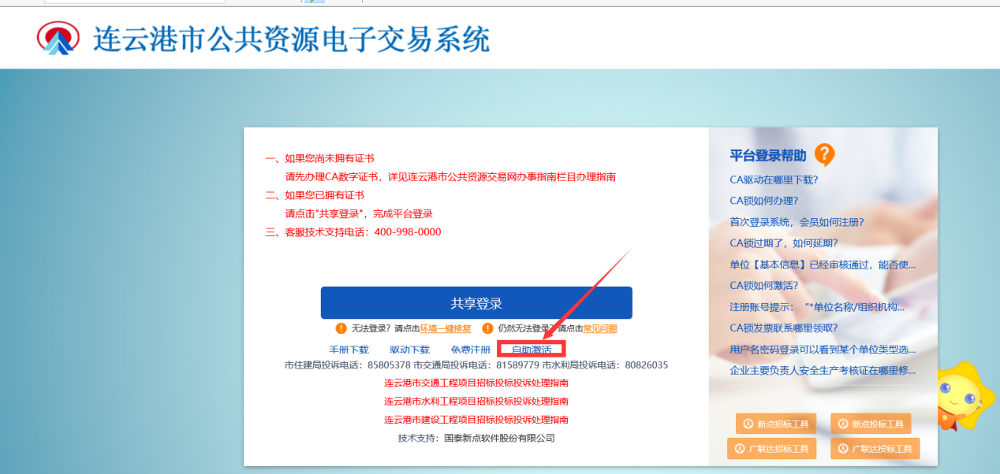 连云港市公共资源电子交易系统
一、如果您尚未拥有证书
请先办理CA数字证书，详见连云港市公共资源交易网办事指南栏目办理指南
二、如果您已拥有证书
请点击"共享登录"，完成平台登录
三、客服技术支持电话：400-998-0000
共享登录
无法登录？请点击环境一键修复 仍然无法登录？请点击常见问题
手册下载 驱动下载 免费注册 自助激活
市住建局投诉电话：85805378 市交通局投诉电话：81589779 市水利局投诉电话：80826035
连云港市交通工程项目招标投标投诉处理指南
连云港市水利工程项目招标投标投诉处理指南
连云港市建设工程项目招标投标投诉处理指南
技术支持：国泰新点软件股份有限公司
平台登录帮助
CA驱动在哪里下载？
CA锁如何办理？
首次登录系统，会员如何注册？
CA锁过期了，如何延期？
单位【基本信息】已经审核通过，能否使...
CA锁如何激活？
注册账号提示： “*单位名称/组织机构...
CA锁发票联系哪里领取？
用户名密码登录可以看到某个单位类型选...
企业主要负责人安全生产考核证在哪里修...
新点招标工具 新点投标工具
广联达招标工具 广联达投标工具